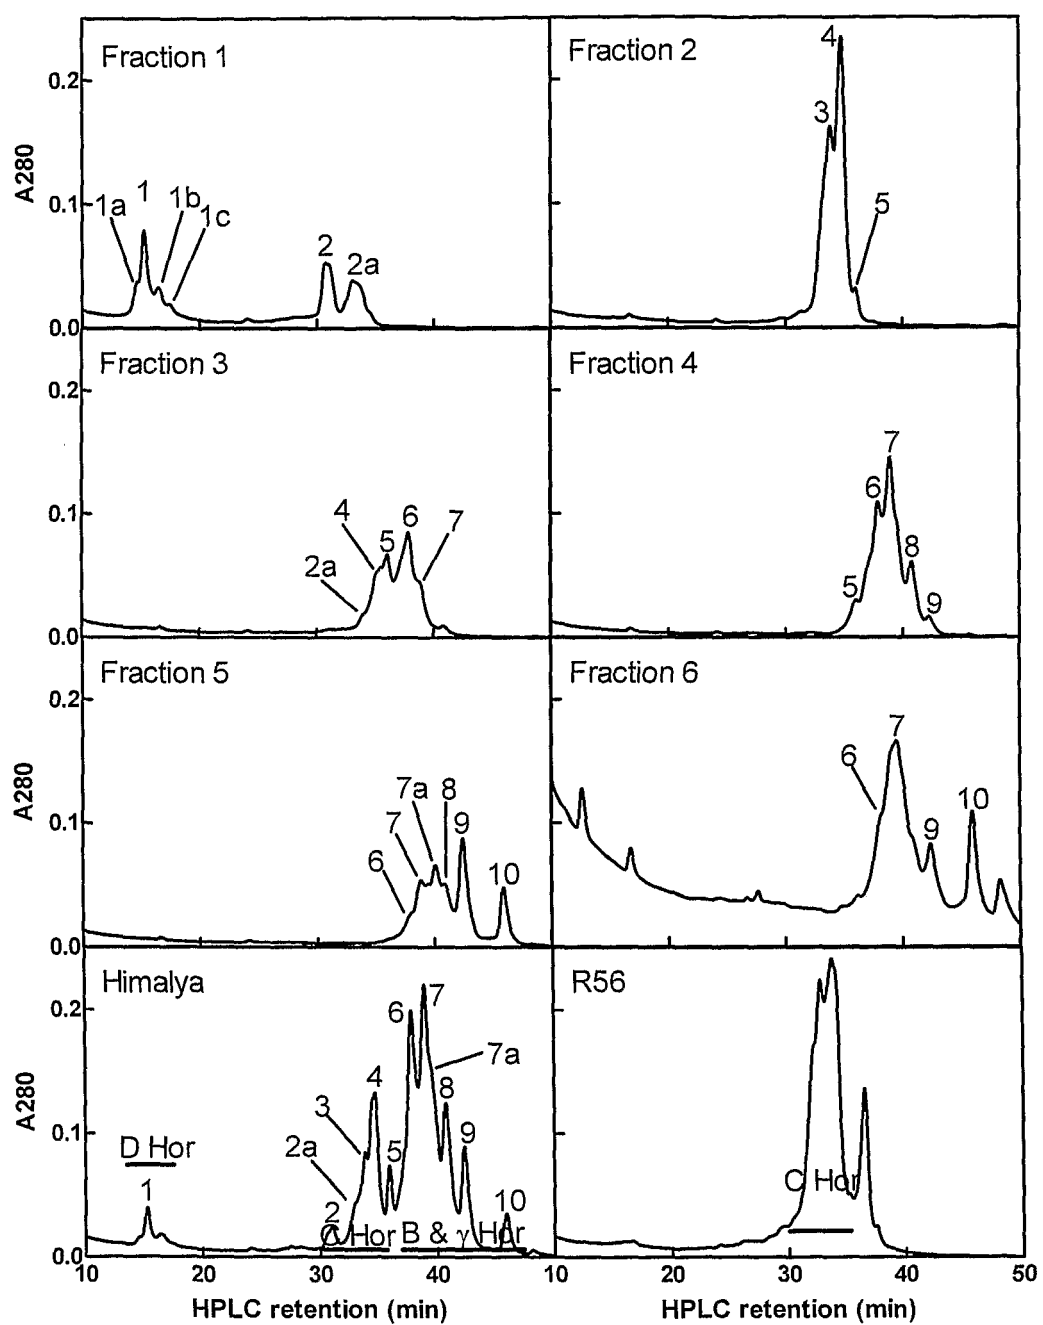 Fraction 1
A280
0.2
0.1
0.0
1a
1
1b
1c
2
2a
Fraction 2
3
4
5
Fraction 3
0.2
0.1
0.0
2a
4
5
6
7
Fraction 4
5
6
7
8
9
Fraction 5
A280
0.2
0.1
0.0
6
7
7a
8
9
10
Fraction 6
6
7
9
10
Himalya
A280
0.2
0.1
0.0
D Hor
1
2
2a
3
4
5
6
7
7a
8
9
10
C Hor
B & γ Hor
R56
C Hor
10 20 30 40 10 20 30 40 50
HPLC retention (min) HPLC retention (min)